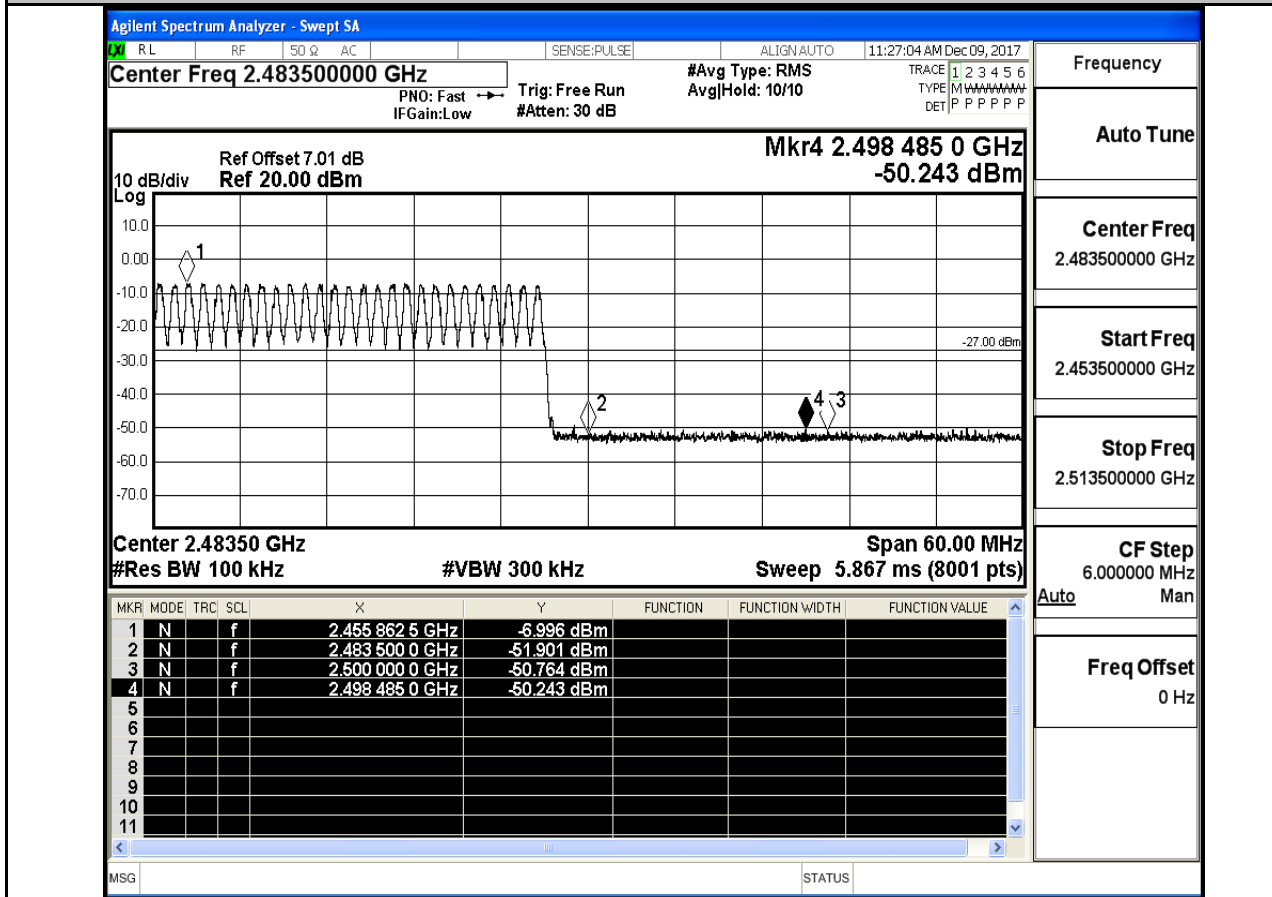 Agilent Spectrum Analyzer - Swept SA
LXI RL RF 50 Ω AC SENSE:PULSE ALIGN AUTO 11:27:04 AM Dec 09, 2017
Center Freq 2.483500000 GHz
PNO: Fast
IFGain:Low
Trig: Free Run
#Atten: 30 dB
#Avg Type: RMS
Avg|Hold: 10/10
TRACE 1 2 3 4 5 6
TYPE M
DET P P P P P P
Mkr4 2.498 485 0 GHz
-50.243 dBm
Ref Offset 7.01 dB
10 dB/div Ref 20.00 dBm
Log
10.0
0.00
-10.0
-20.0
-30.0
-40.0
-50.0
-60.0
-70.0
1
2
4
3
-27.00 dBm
Center 2.48350 GHz Span 60.00 MHz
#Res BW 100 kHz #VBW 300 kHz Sweep 5.867 ms (8001 pts)
MKR MODE TRC SCL X Y FUNCTION FUNCTION WIDTH FUNCTION VALUE
1 N f 2.455 862 5 GHz -6.996 dBm
2 N f 2.483 500 0 GHz -51.901 dBm
3 N f 2.500 000 0 GHz -50.764 dBm
4 N f 2.498 485 0 GHz -50.243 dBm
5
6
7
8
9
10
11
MSG STATUS
Frequency
Auto Tune
Center Freq
2.483500000 GHz
Start Freq
2.453500000 GHz
Stop Freq
2.513500000 GHz
CF Step
6.000000 MHz
Auto Man
Freq Offset
0 Hz